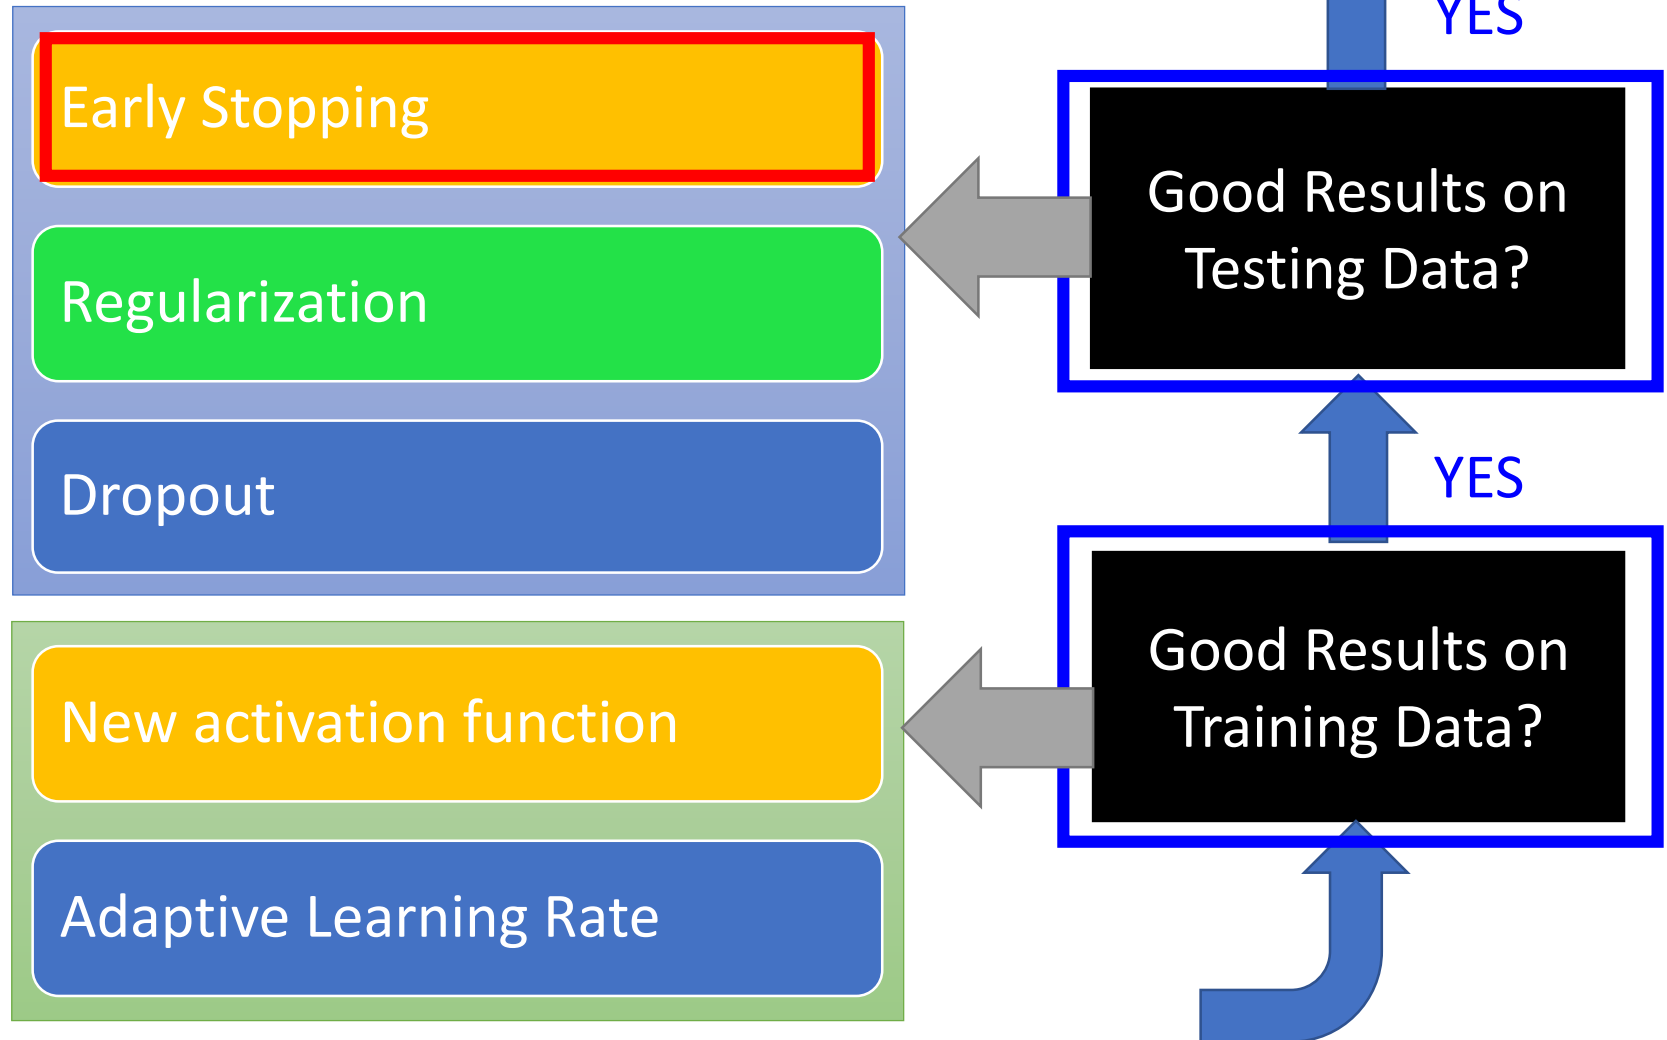 YES
Early Stopping
Good Results on
Testing Data?
Regularization
Dropout
YES
Good Results on
Training Data?
New activation function
Adaptive Learning Rate